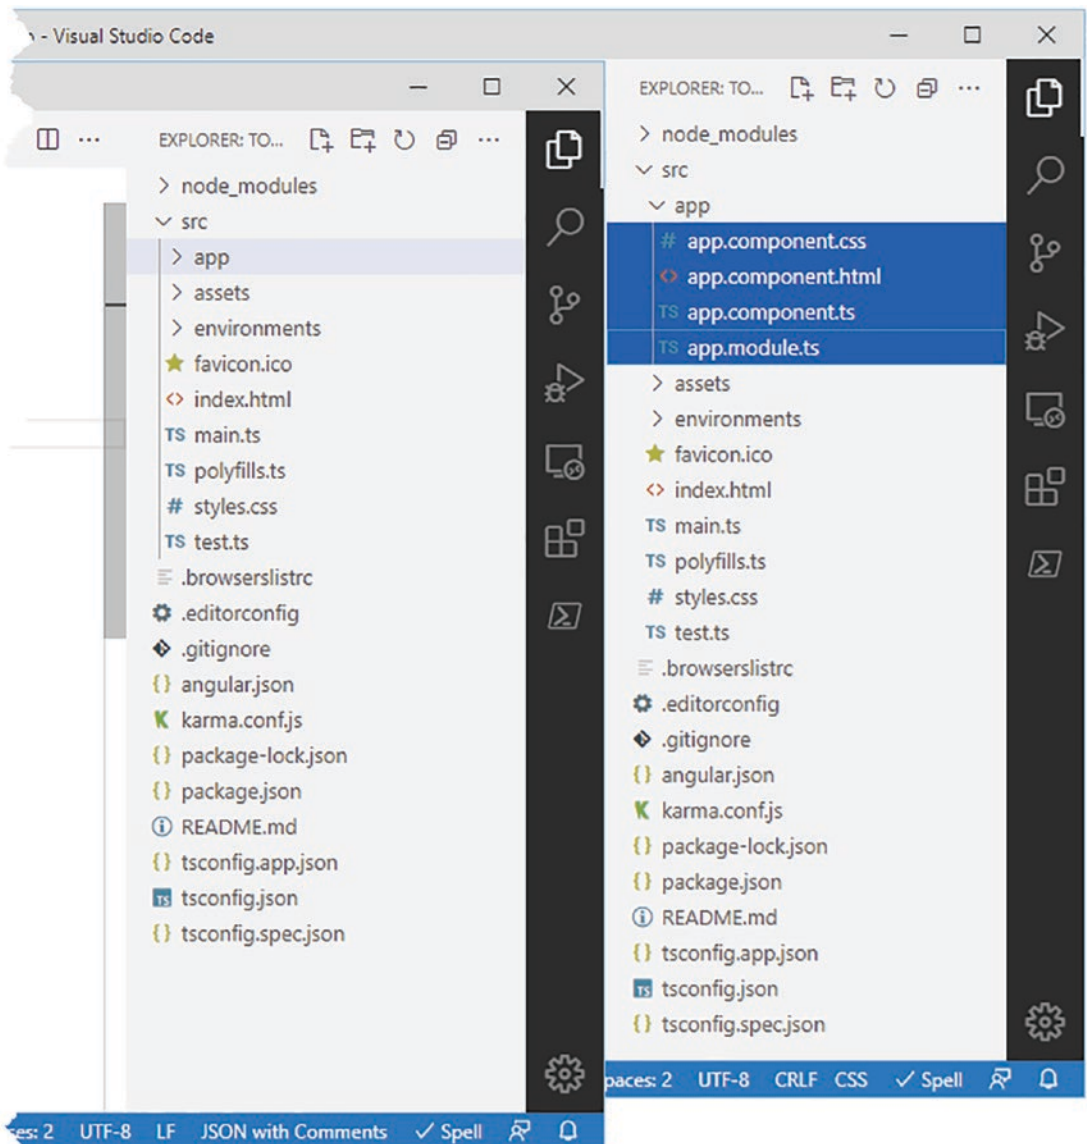 - Visual Studio Code
EXPLORER: TO...
node_modules
src
app
assets
environments
favicon.ico
<> index.html
TS main.ts
TS polyfills.ts
# styles.css
TS test.ts
.browserslistrc
.editorconfig
.gitignore
{} angular.json
K karma.conf.js
{} package-lock.json
{} package.json
README.md
{} tsconfig.app.json
TS tsconfig.json
{} tsconfig.spec.json
UTF-8 LF JSON with Comments Spell
EXPLORER: TO...
node_modules
src
app
# app.component.css
<> app.component.html
TS app.component.ts
TS app.module.ts
assets
environments
favicon.ico
<> index.html
TS main.ts
TS polyfills.ts
# styles.css
TS test.ts
.browserslistrc
.editorconfig
.gitignore
{} angular.json
K karma.conf.js
{} package-lock.json
{} package.json
README.md
{} tsconfig.app.json
TS tsconfig.json
{} tsconfig.spec.json
paces: 2 UTF-8 CRLF CSS Spell